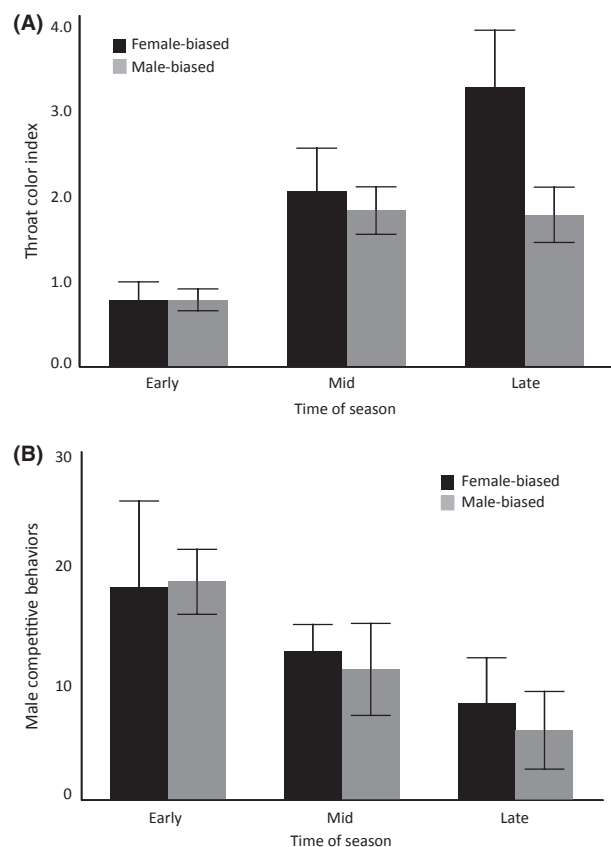 (A)
4.0
Female-biased
Male-biased
3.0
Throat color index
2.0
1.0
0.0
Early Mid Late
Time of season
(B)
30
Female-biased
Male-biased
20
Male competitive behaviors
10
0
Early Mid Late
Time of season